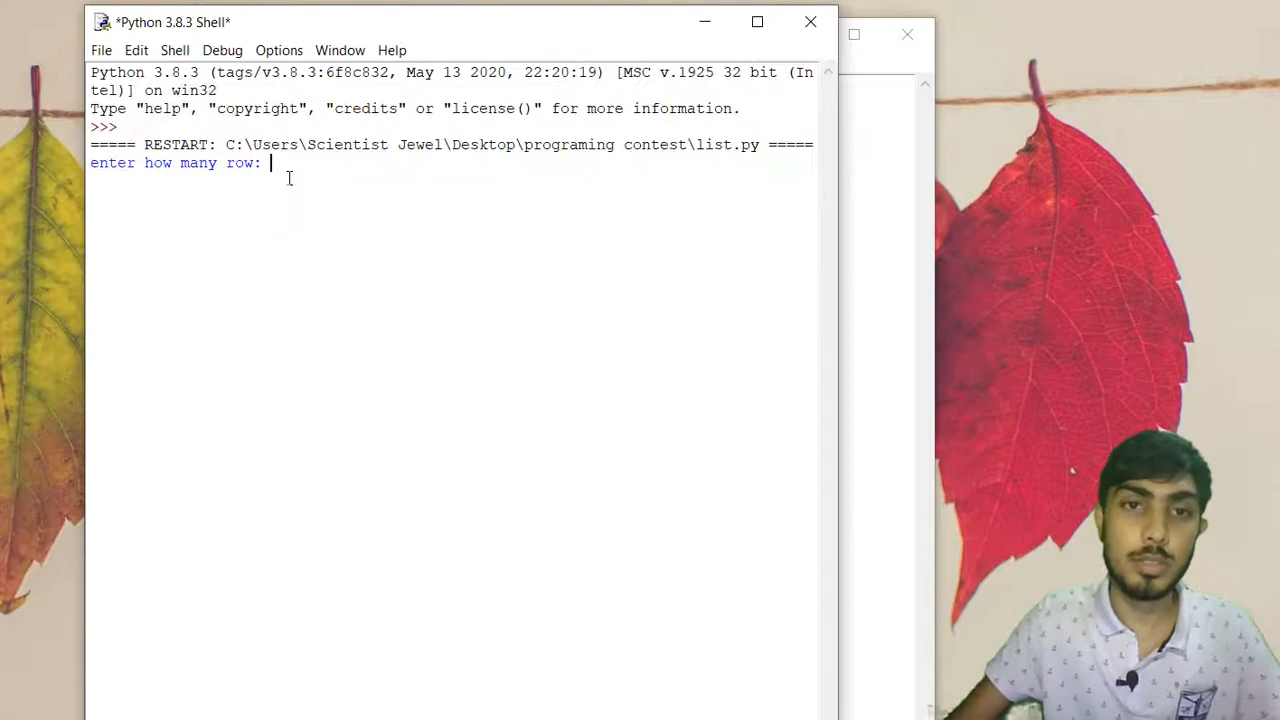 *Python 3.8.3 Shell*
File Edit Shell Debug Options Window Help
Python 3.8.3 (tags/v3.8.3:6f8c832, May 13 2020, 22:20:19) [MSC v.1925 32 bit (In
tel)] on win32
Type "help", "copyright", "credits" or "license()" for more information.
>>>
===== RESTART: C:\Users\Scientist Jewel\Desktop\programing contest\list.py =====
enter how many row: